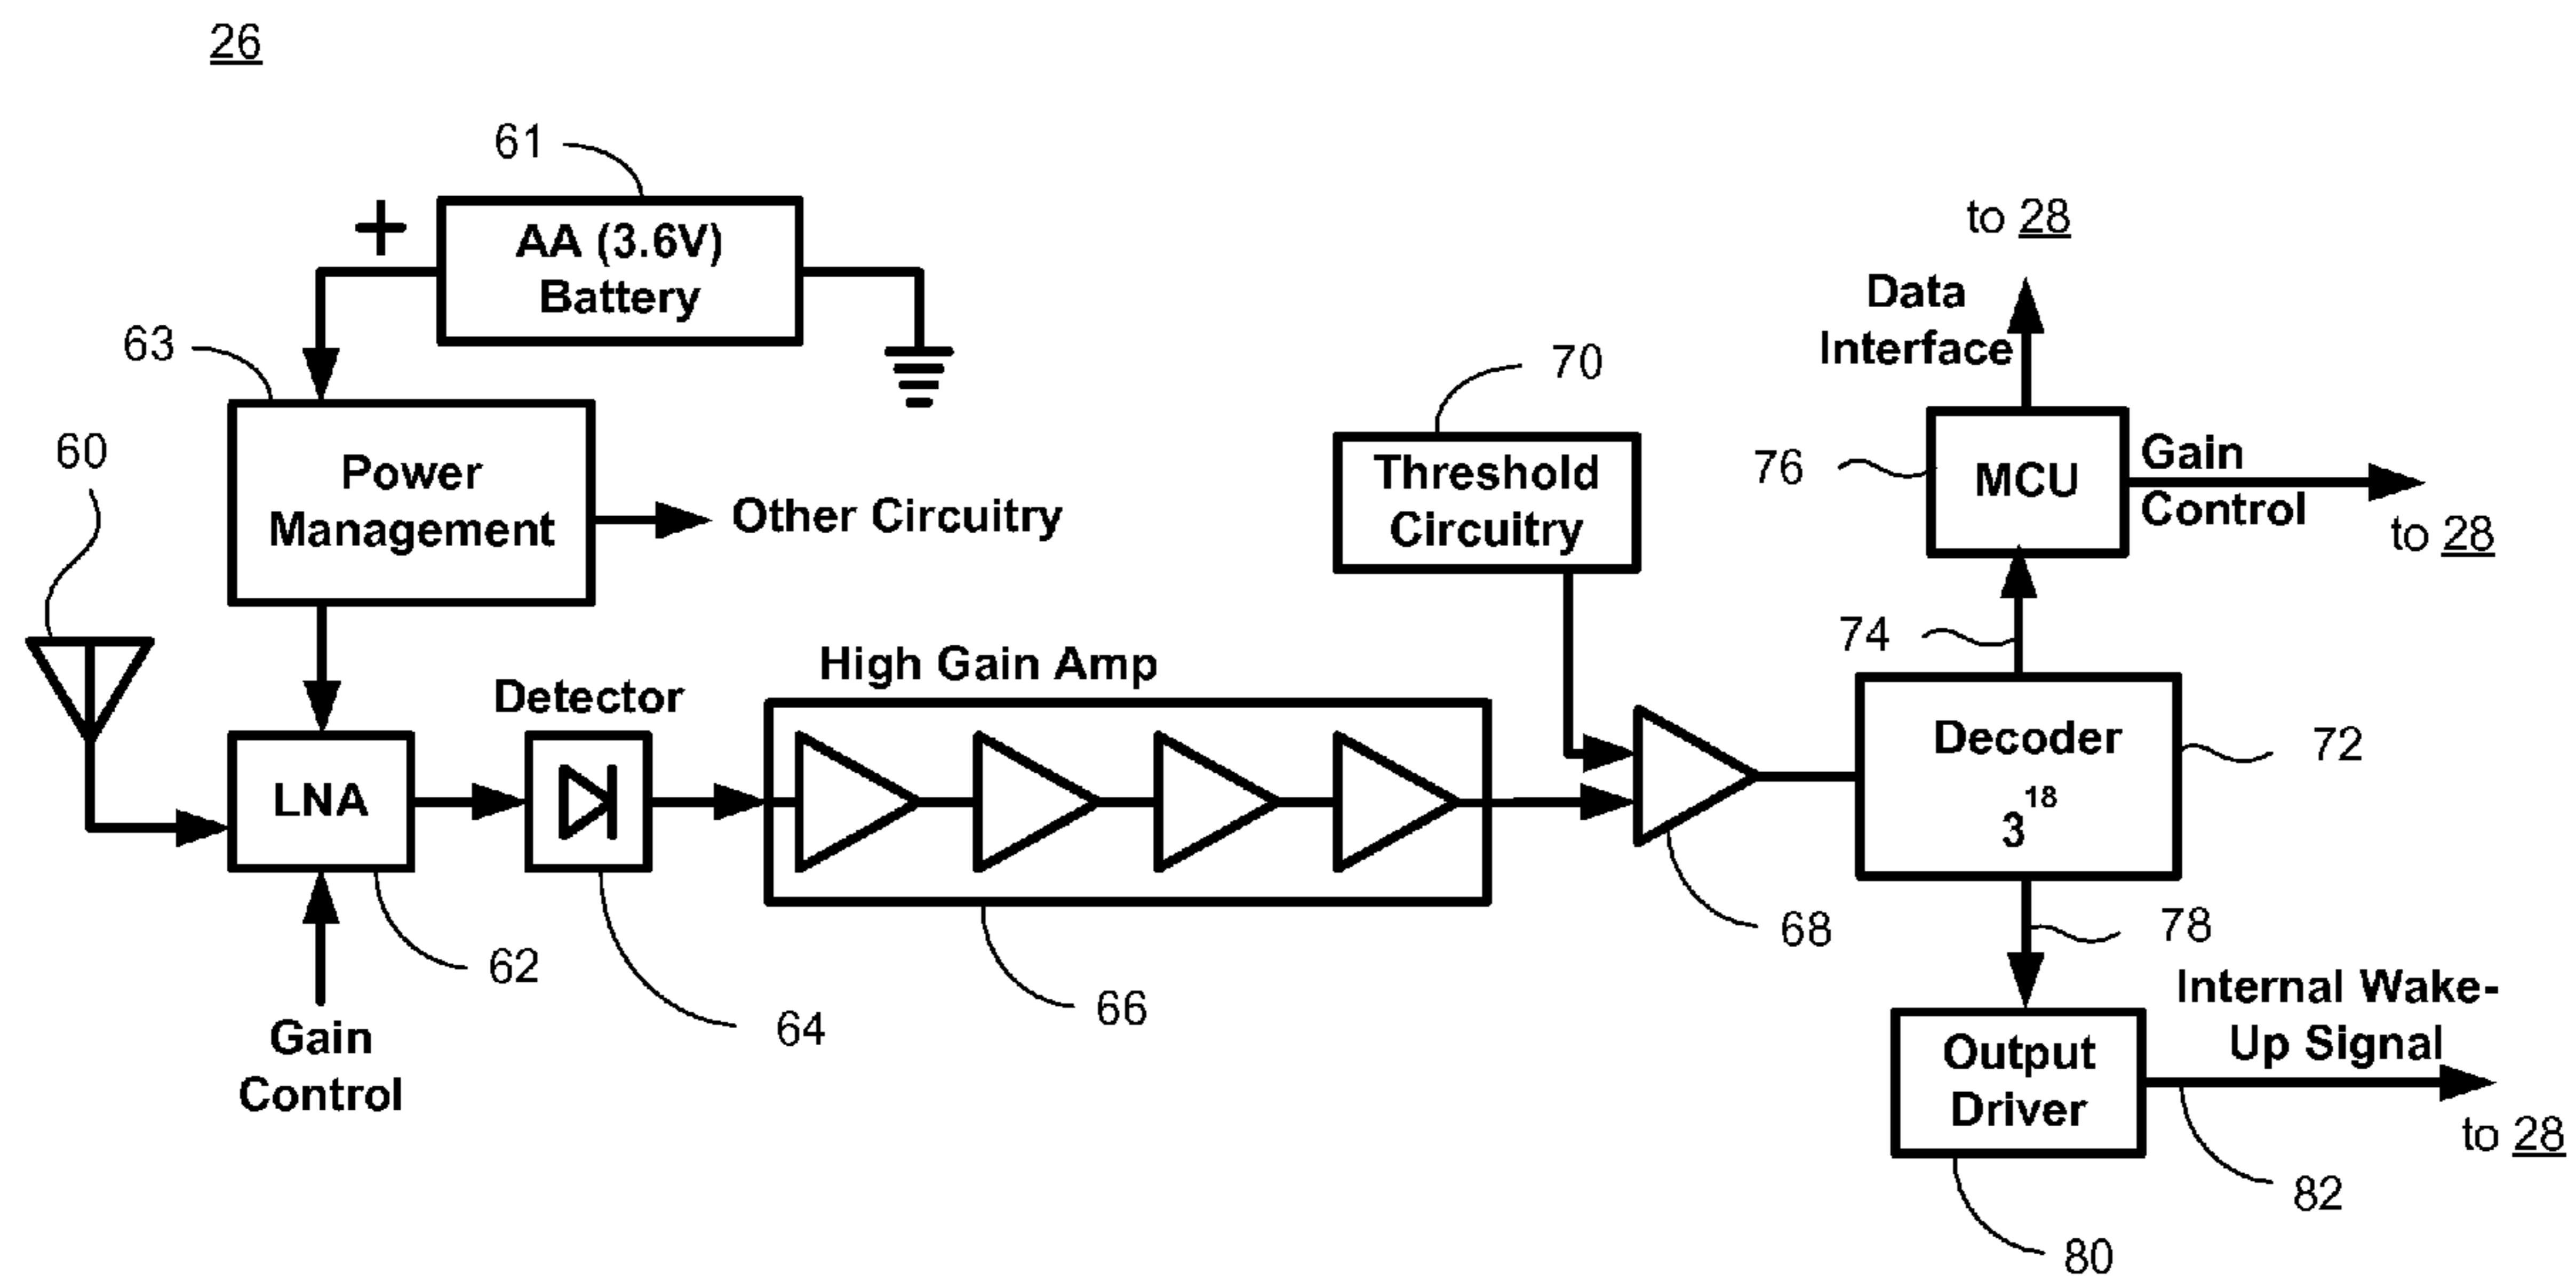 26
61
+
AA (3.6V)
Battery
63
Power
Management
Other Circuitry
60
LNA
62
Gain
Control
Detector
64
High Gain Amp
66
70
Threshold
Circuitry
68
to 28
Data
Interface
76
MCU
Gain
Control
to 28
74
Decoder
3^18
72
78
Output
Driver
Internal Wake-
Up Signal
to 28
82
80